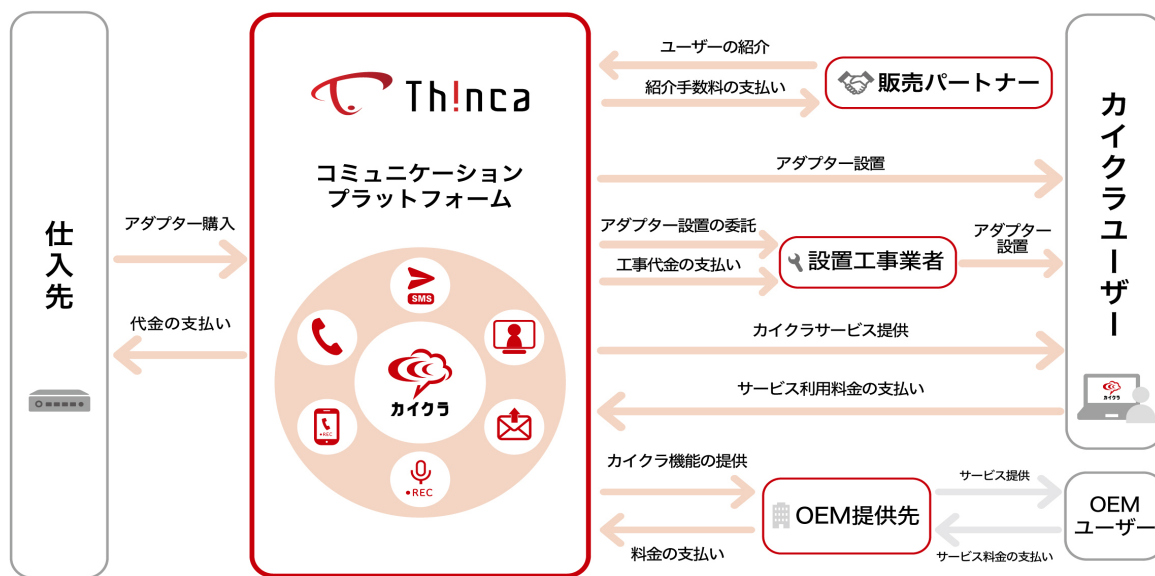 仕入先
アダプター購入
代金の支払い
Th!nca
コミュニケーション
プラットフォーム
SMS
カイクラ
●REC
●REC
ユーザーの紹介
紹介手数料の支払い
販売パートナー
アダプター設置
アダプター設置の委託
工事代金の支払い
設置工事業者
アダプター
設置
カイクラサービス提供
サービス利用料金の支払い
カイクラユーザー
カイクラ
カイクラ機能の提供
料金の支払い
OEM提供先
サービス提供
サービス料金の支払い
OEM
ユーザー